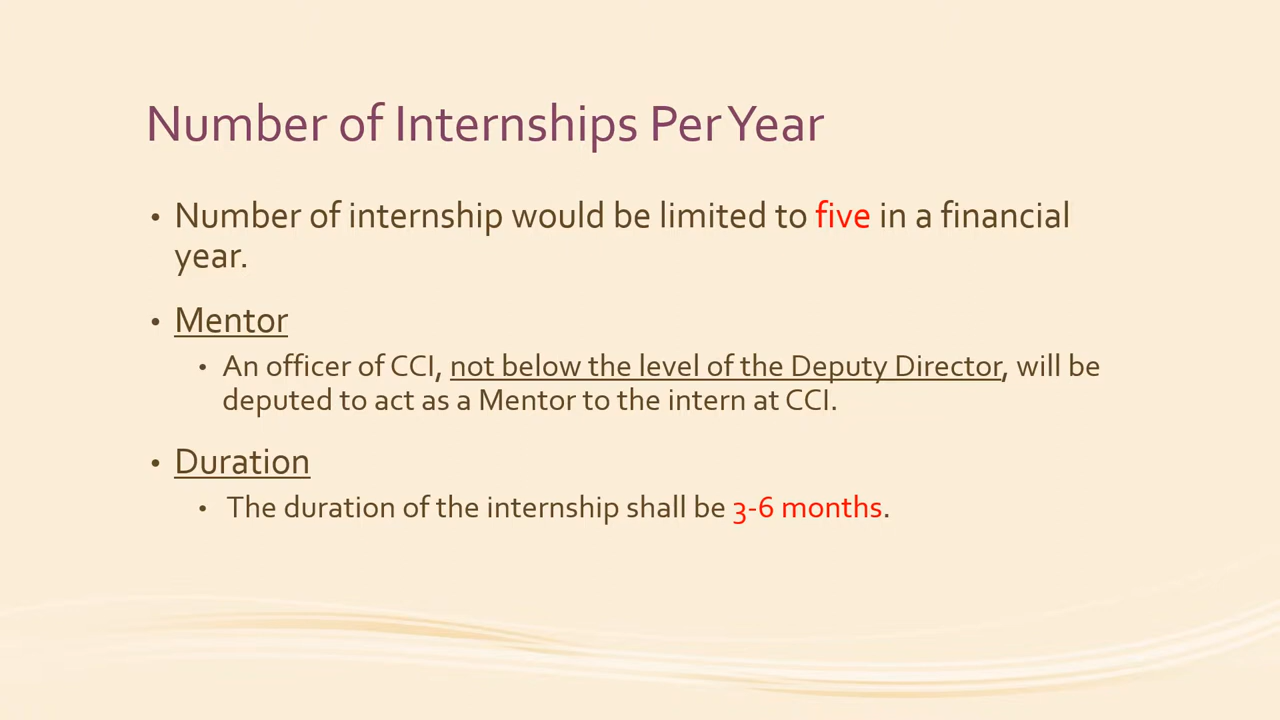 Number of Internships Per Year
• Number of internship would be limited to five in a financial
year.
• Mentor
• An officer of CCI, not below the level of the Deputy Director, will be
deputed to act as a Mentor to the intern at CCI.
• Duration
• The duration of the internship shall be 3-6 months.